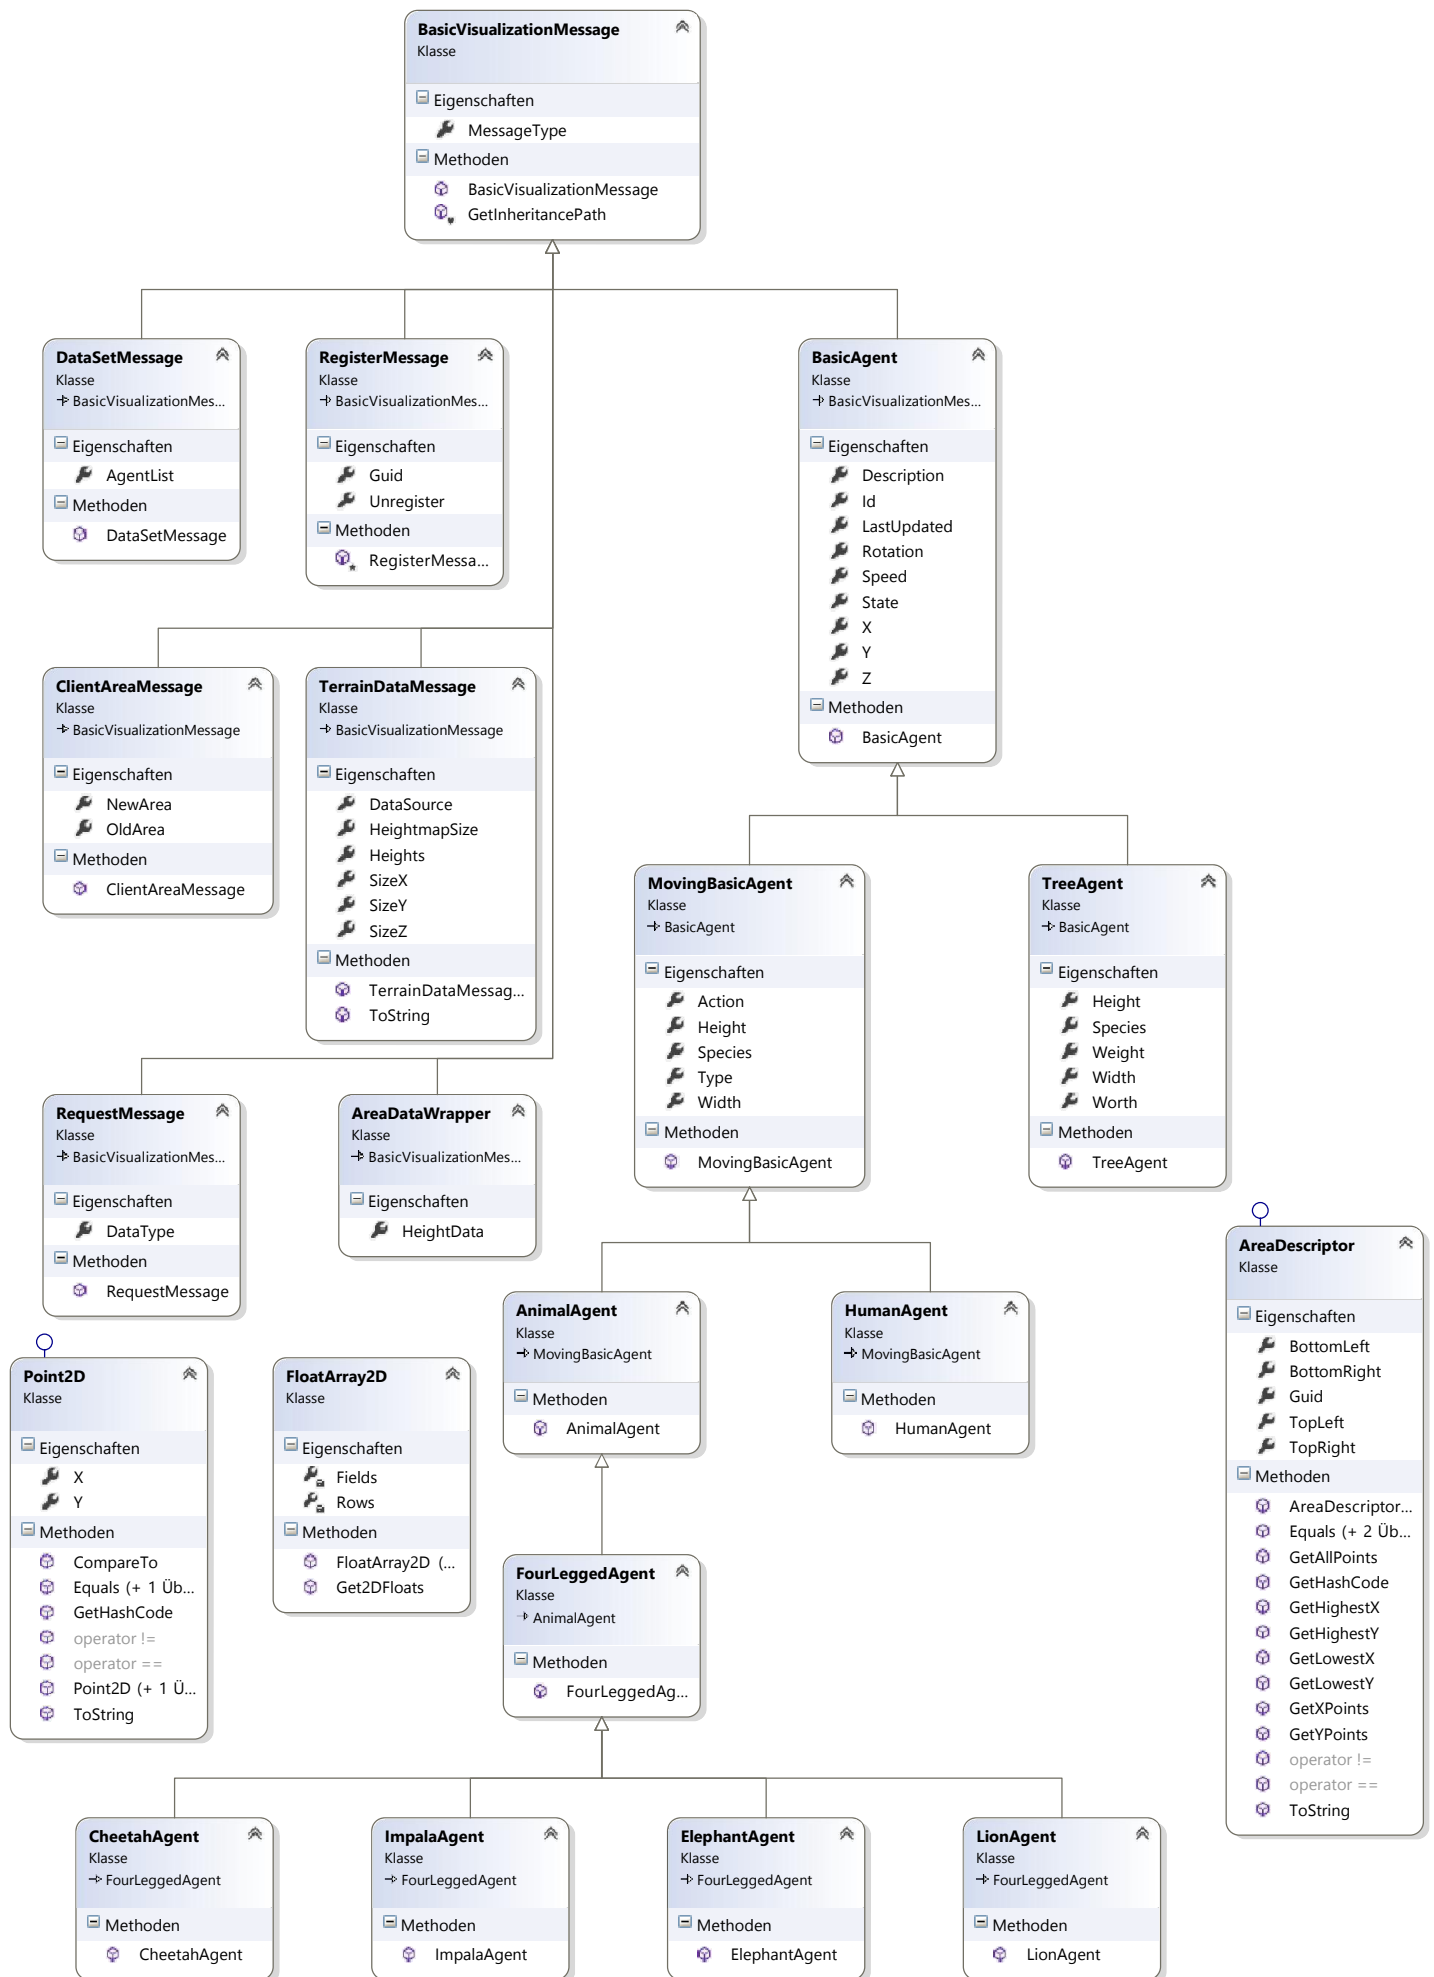 BasicVisualizationMessage
Klasse
Eigenschaften
MessageType
Methoden
BasicVisualizationMessage
GetInheritancePath
DataSetMessage
Klasse
BasicVisualizationMes...
Eigenschaften
AgentList
Methoden
DataSetMessage
RegisterMessage
Klasse
BasicVisualizationMes...
Eigenschaften
Guid
Unregister
Methoden
RegisterMessa...
BasicAgent
Klasse
BasicVisualizationMes...
Eigenschaften
Description
Id
LastUpdated
Rotation
Speed
State
X
Y
Z
Methoden
BasicAgent
ClientAreaMessage
Klasse
BasicVisualizationMessage
Eigenschaften
NewArea
OldArea
Methoden
ClientAreaMessage
TerrainDataMessage
Klasse
BasicVisualizationMessage
Eigenschaften
DataSource
HeightmapSize
Heights
SizeX
SizeY
SizeZ
Methoden
TerrainDataMessag...
ToString
MovingBasicAgent
Klasse
BasicAgent
Eigenschaften
Action
Height
Species
Type
Width
Methoden
MovingBasicAgent
TreeAgent
Klasse
BasicAgent
Eigenschaften
Height
Species
Weight
Width
Worth
Methoden
TreeAgent
RequestMessage
Klasse
BasicVisualizationMes...
Eigenschaften
DataType
Methoden
RequestMessage
AreaDataWrapper
Klasse
BasicVisualizationMes...
Eigenschaften
HeightData
AreaDescriptor
Klasse
Eigenschaften
BottomLeft
BottomRight
Guid
TopLeft
TopRight
Methoden
AreaDescriptor...
Equals (+ 2 Üb...
GetAllPoints
GetHashCode
GetHighestX
GetHighestY
GetLowestX
GetLowestY
GetXPoints
GetYPoints
operator !=
operator ==
ToString
AnimalAgent
Klasse
MovingBasicAgent
Methoden
AnimalAgent
HumanAgent
Klasse
MovingBasicAgent
Methoden
HumanAgent
Point2D
Klasse
Eigenschaften
X
Y
Methoden
CompareTo
Equals (+ 1 Üb...
GetHashCode
operator !=
operator ==
Point2D (+ 1 Ü...
ToString
FloatArray2D
Klasse
Eigenschaften
Fields
Rows
Methoden
FloatArray2D (...
Get2DFloats
FourLeggedAgent
Klasse
AnimalAgent
Methoden
FourLeggedAg...
CheetahAgent
Klasse
FourLeggedAgent
Methoden
CheetahAgent
ImpalaAgent
Klasse
FourLeggedAgent
Methoden
ImpalaAgent
ElephantAgent
Klasse
FourLeggedAgent
Methoden
ElephantAgent
LionAgent
Klasse
FourLeggedAgent
Methoden
LionAgent